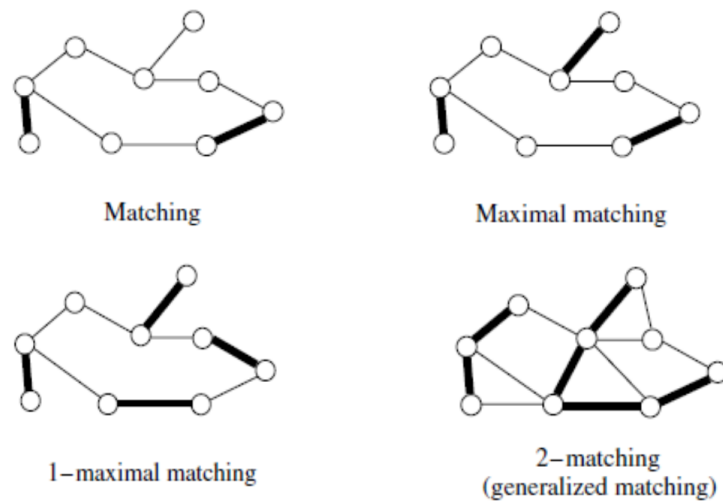 Matching
Maximal matching
1-maximal matching
2-matching
(generalized matching)